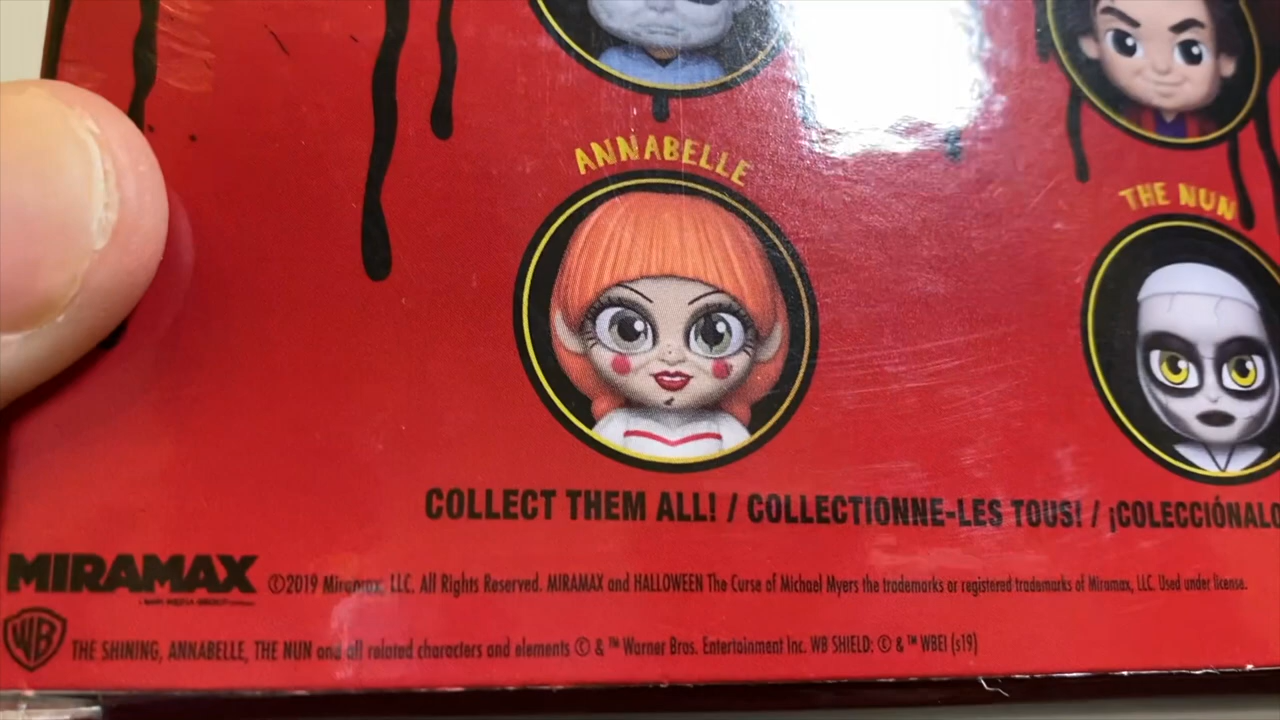 ANNABELLE
THE NUN
COLLECT THEM ALL! / COLLECTIONNE-LES TOUS! / ¡COLECCIÓNALO
MIRAMAX
©2019 Miramax, LLC. All Rights Reserved. MIRAMAX and HALLOWEEN The Curse of Michael Myers the trademarks or registered trademarks of Miramax, LLC. Used under license.
WB
THE SHINING, ANNABELLE, THE NUN and all related characters and elements © & ™ Warner Bros. Entertainment Inc. WB SHIELD: © & ™ WBEI (s19)